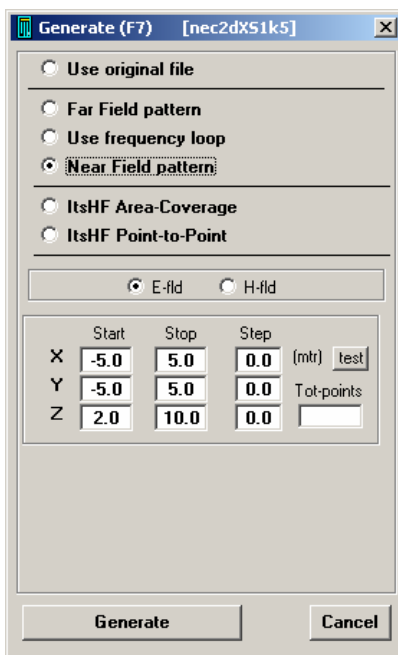 Generate (F7) [nec2dXS1k5]
Use original file
Far Field pattern
Use frequency loop
Near Field pattern
ItsHF Area-Coverage
ItsHF Point-to-Point
E-fld H-fld
Start Stop Step
X -5.0 5.0 0.0 (mtr) test
Y -5.0 5.0 0.0 Tot-points
Z 2.0 10.0 0.0
Generate Cancel